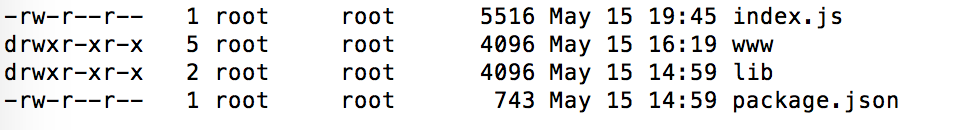 -rw-r--r-- 1 root root 5516 May 15 19:45 index.js
drwxr-xr-x 5 root root 4096 May 15 16:19 www
drwxr-xr-x 2 root root 4096 May 15 14:59 lib
-rw-r--r-- 1 root root 743 May 15 14:59 package.json